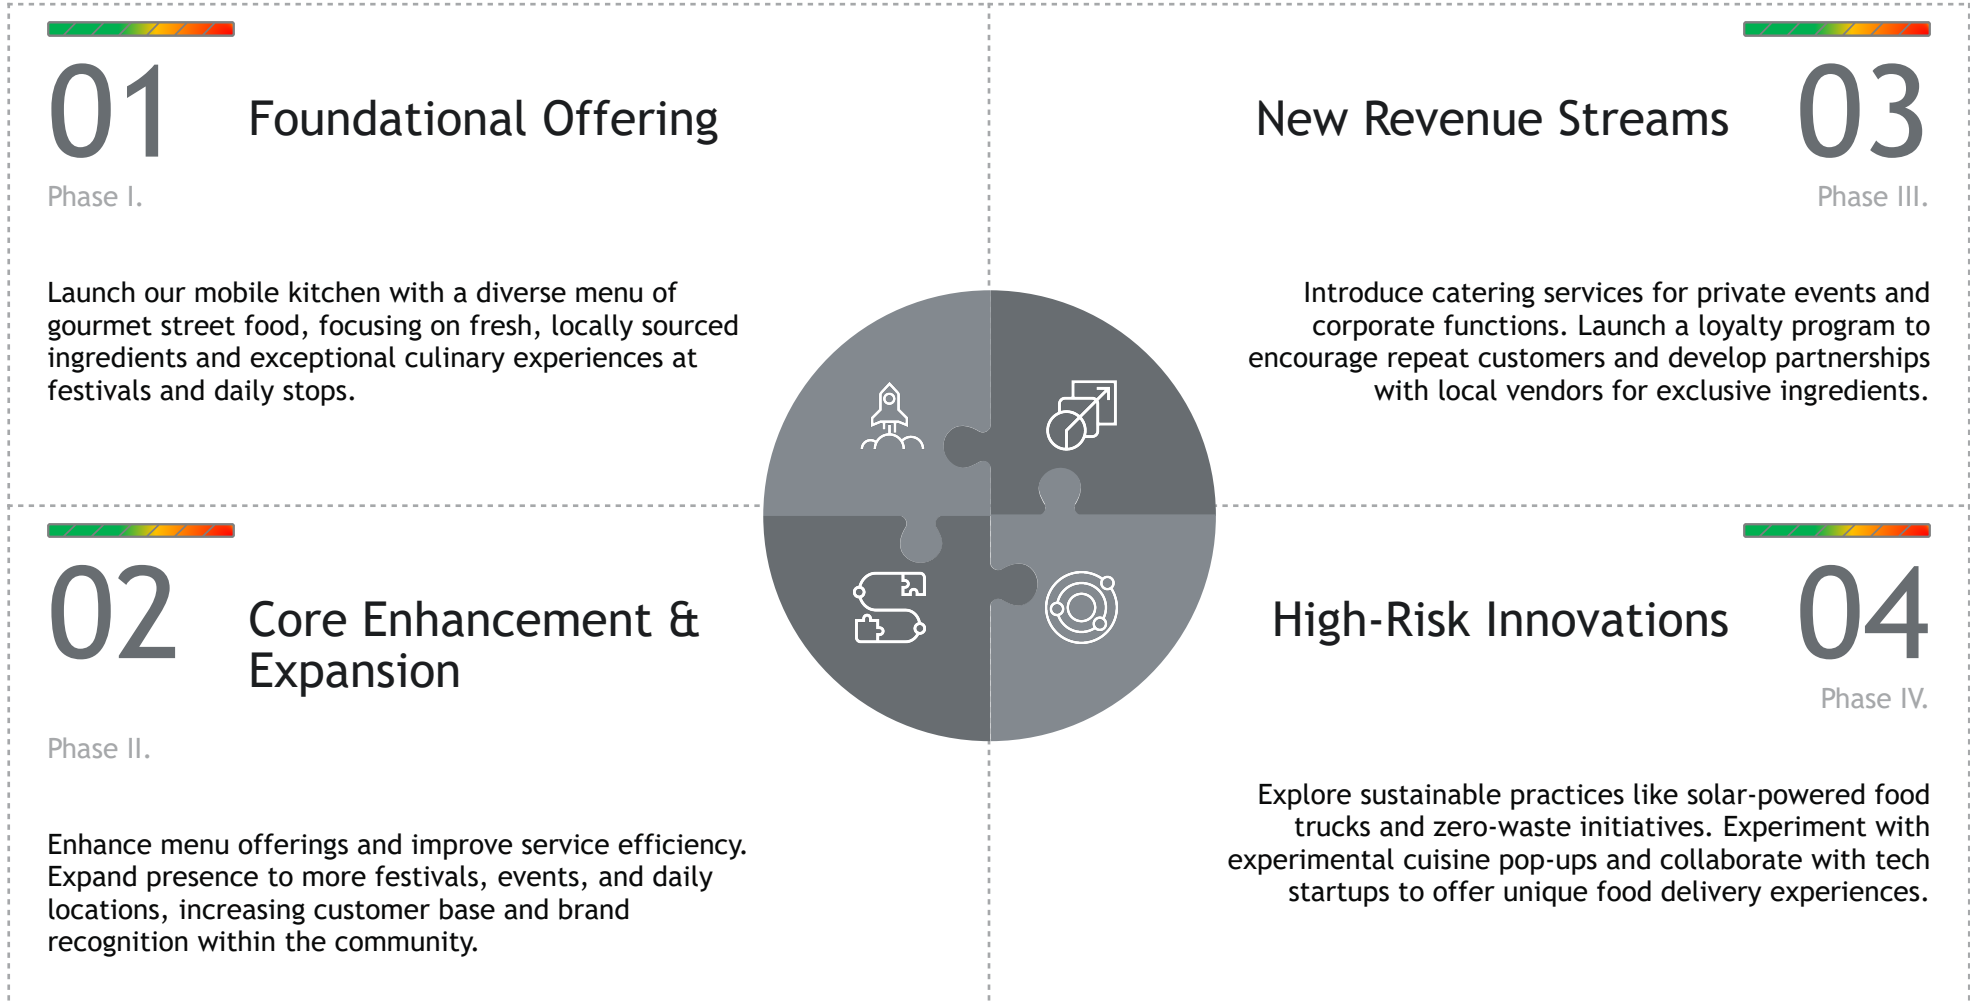 01
Foundational Offering
Phase I.
Launch our mobile kitchen with a diverse menu of
gourmet street food, focusing on fresh, locally sourced
ingredients and exceptional culinary experiences at
festivals and daily stops.
02
Core Enhancement &
Expansion
Phase II.
Enhance menu offerings and improve service efficiency.
Expand presence to more festivals, events, and daily
locations, increasing customer base and brand
recognition within the community.
New Revenue Streams
03
Phase III.
Introduce catering services for private events and
corporate functions. Launch a loyalty program to
encourage repeat customers and develop partnerships
with local vendors for exclusive ingredients.
High-Risk Innovations
04
Phase IV.
Explore sustainable practices like solar-powered food
trucks and zero-waste initiatives. Experiment with
experimental cuisine pop-ups and collaborate with tech
startups to offer unique food delivery experiences.